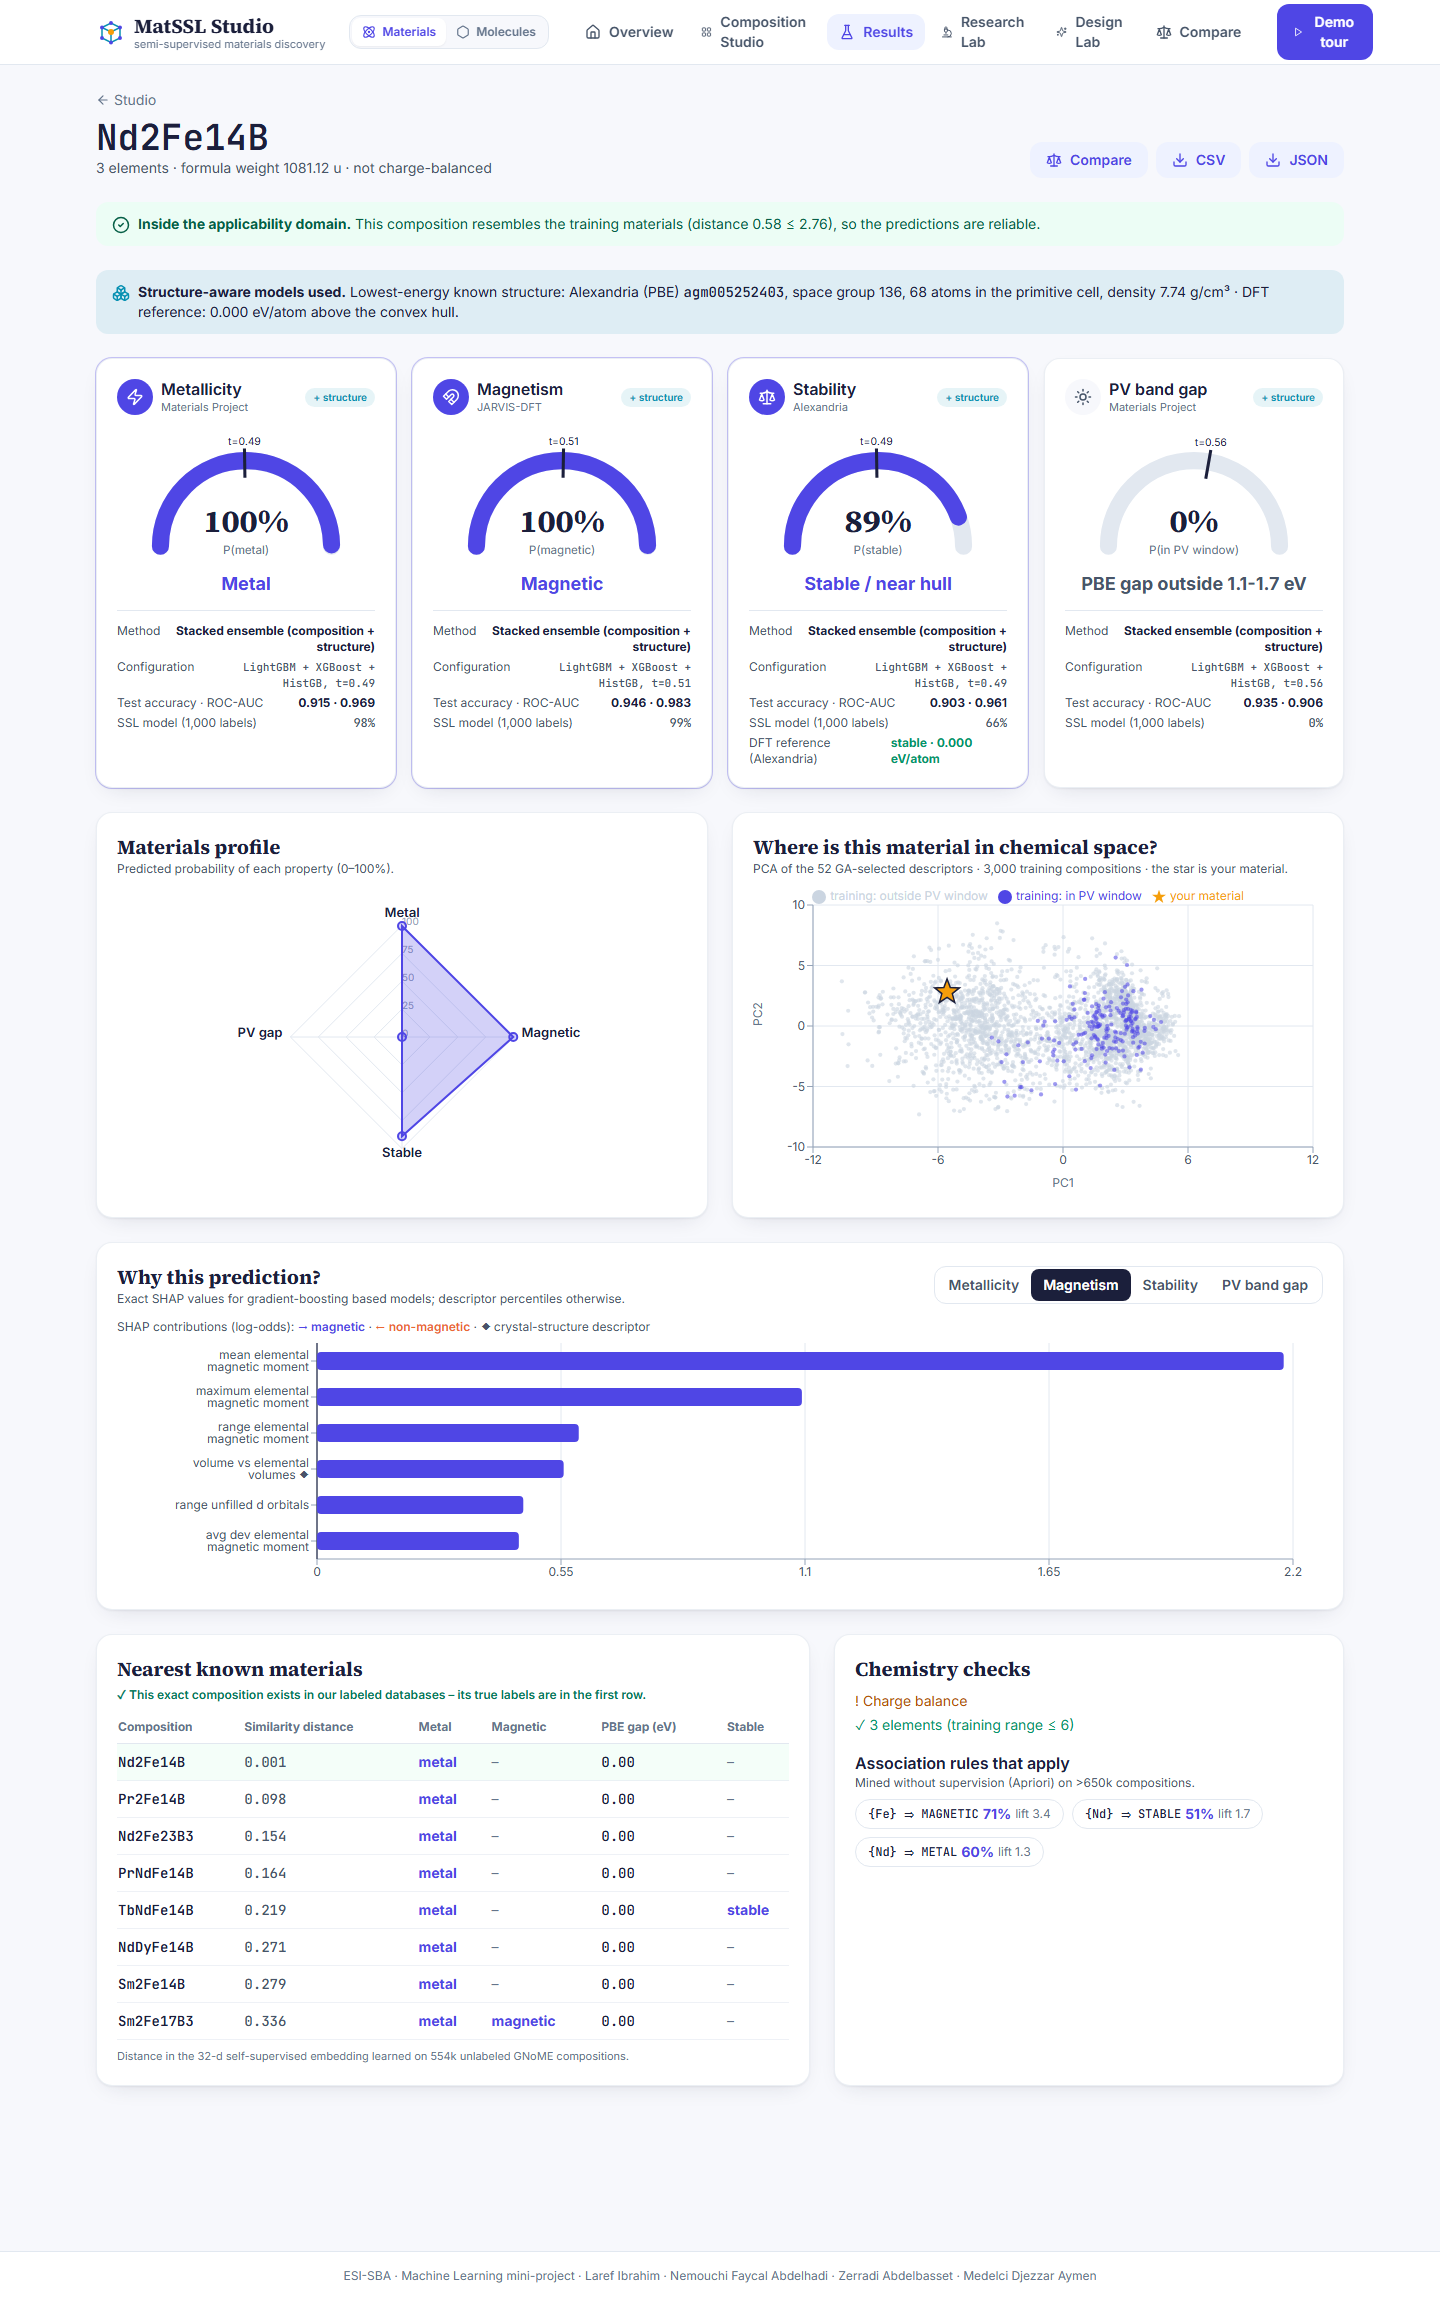 MatSSL Studio
semi-supervised materials discovery
Materials
Molecules
Overview
Composition Studio
Results
Research Lab
Design Lab
Compare
Demo tour
← Studio
Nd2Fe14B
3 elements · formula weight 1081.12 u · not charge-balanced
Compare
CSV
JSON
Inside the applicability domain. This composition resembles the training materials (distance 0.58 ≤ 2.76), so the predictions are reliable.
Structure-aware models used. Lowest-energy known structure: Alexandria (PBE) agm005252403, space group 136, 68 atoms in the primitive cell, density 7.74 g/cm³ · DFT
reference: 0.000 eV/atom above the convex hull.
Metallicity
Materials Project
+ structure
t=0.49
100%
P(metal)
Metal
Method Stacked ensemble (composition +
structure)
Configuration LightGBM + XGBoost +
HistGB, t=0.49
Test accuracy · ROC-AUC 0.915 · 0.969
SSL model (1,000 labels) 98%
Magnetism
JARVIS-DFT
+ structure
t=0.51
100%
P(magnetic)
Magnetic
Method Stacked ensemble (composition +
structure)
Configuration LightGBM + XGBoost +
HistGB, t=0.51
Test accuracy · ROC-AUC 0.946 · 0.983
SSL model (1,000 labels) 99%
Stability
Alexandria
+ structure
t=0.49
89%
P(stable)
Stable / near hull
Method Stacked ensemble (composition +
structure)
Configuration LightGBM + XGBoost +
HistGB, t=0.49
Test accuracy · ROC-AUC 0.903 · 0.961
SSL model (1,000 labels) 66%
DFT reference stable · 0.000
(Alexandria) eV/atom
PV band gap
Materials Project
+ structure
t=0.56
0%
P(in PV window)
PBE gap outside 1.1-1.7 eV
Method Stacked ensemble (composition +
structure)
Configuration LightGBM + XGBoost +
HistGB, t=0.56
Test accuracy · ROC-AUC 0.935 · 0.906
SSL model (1,000 labels) 0%
Materials profile
Predicted probability of each property (0–100%).
Metal
100
75
50
25
0
PV gap
Magnetic
Stable
Where is this material in chemical space?
PCA of the 52 GA-selected descriptors · 3,000 training compositions · the star is your material.
training: outside PV window training: in PV window your material
10
5
0
-5
-10
PC2
-12 -6 0 6 12
PC1
Why this prediction?
Exact SHAP values for gradient-boosting based models; descriptor percentiles otherwise.
Metallicity Magnetism Stability PV band gap
SHAP contributions (log-odds): → magnetic · ← non-magnetic · ◆ crystal-structure descriptor
mean elemental
magnetic moment
maximum elemental
magnetic moment
range elemental
magnetic moment
volume vs elemental
volumes ◆
range unfilled d orbitals
avg dev elemental
magnetic moment
0 0.55 1.1 1.65 2.2
Nearest known materials
✓ This exact composition exists in our labeled databases – its true labels are in the first row.
Composition Similarity distance Metal Magnetic PBE gap (eV) Stable
Nd2Fe14B 0.001 metal – 0.00 –
Pr2Fe14B 0.098 metal – 0.00 –
Nd2Fe23B3 0.154 metal – 0.00 –
PrNdFe14B 0.164 metal – 0.00 –
TbNdFe14B 0.219 metal – 0.00 stable
NdDyFe14B 0.271 metal – 0.00 –
Sm2Fe14B 0.279 metal – 0.00 –
Sm2Fe17B3 0.336 metal magnetic 0.00 –
Distance in the 32-d self-supervised embedding learned on 554k unlabeled GNoME compositions.
Chemistry checks
! Charge balance
✓ 3 elements (training range ≤ 6)
Association rules that apply
Mined without supervision (Apriori) on >650k compositions.
{Fe} ⇒ MAGNETIC 71% lift 3.4
{Nd} ⇒ STABLE 51% lift 1.7
{Nd} ⇒ METAL 60% lift 1.3
ESI-SBA · Machine Learning mini-project · Laref Ibrahim · Nemouchi Faycal Abdelhadi · Zerradi Abdelbasset · Medelci Djezzar Aymen